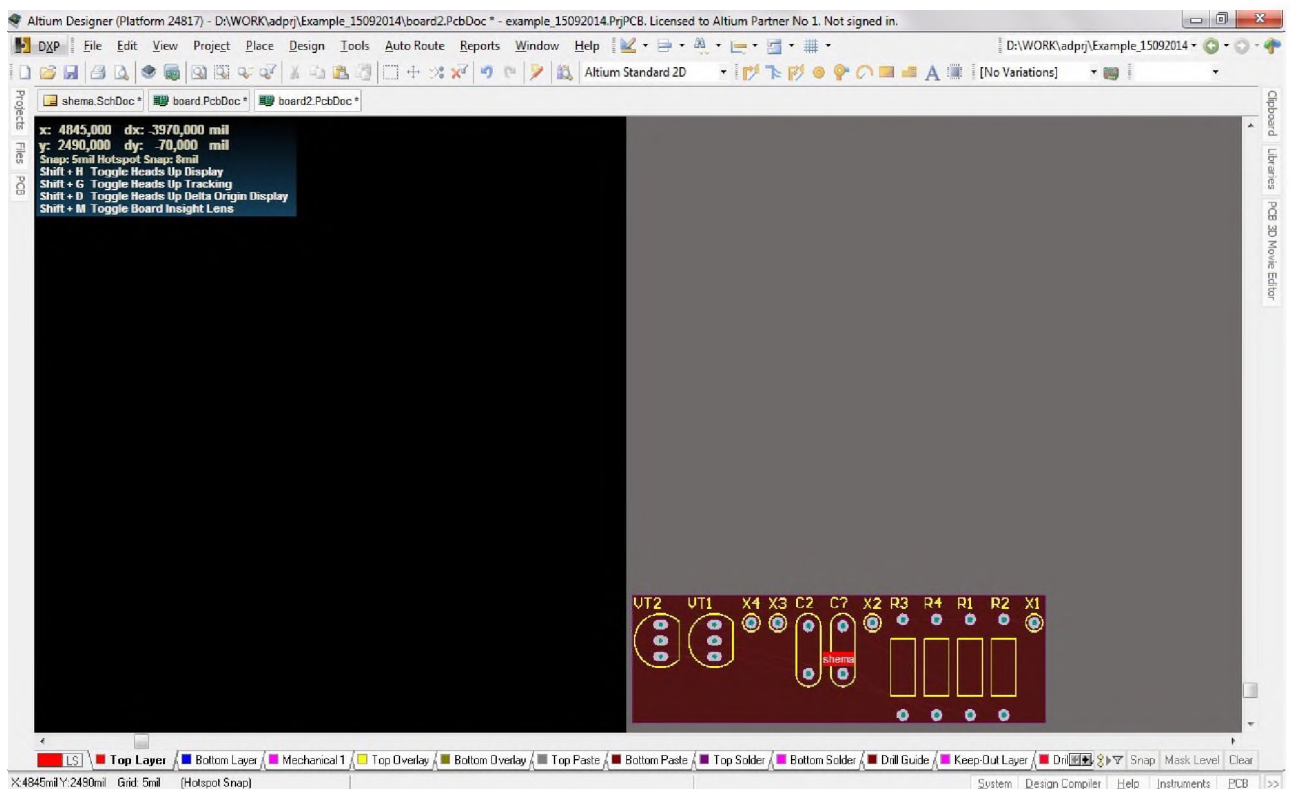 Altium Designer (Platform 24817) - D:\WORK\adprj\Example_15092014\board2.PcbDoc * - example_15092014.PrjPCB. Licensed to Altium Partner No 1. Not signed in.
DXP File Edit View Project Place Design Tools Auto Route Reports Window Help D:\WORK\adprj\Example_15092014
Altium Standard 2D [No Variations]
shema.SchDoc * board.PcbDoc * board2.PcbDoc *
Projects
Files
PCB
Clipboard
Libraries
PCB 3D Movie Editor
x: 4845,000 dx: -3970,000 mil
y: 2490,000 dy: -70,000 mil
Snap: 5mil Hotspot Snap: 8mil
Shift + H Toggle Heads Up Display
Shift + G Toggle Heads Up Tracking
Shift + D Toggle Heads Up Delta Origin Display
Shift + M Toggle Board Insight Lens
VT2 VT1 X4 X3 C2 C? X2 R3 R4 R1 R2 X1
shema
LS Top Layer Bottom Layer Mechanical 1 Top Overlay Bottom Overlay Top Paste Bottom Paste Top Solder Bottom Solder Drill Guide Keep-Out Layer Dril Snap Mask Level Clear
X:4845mil Y:2490mil Grid: 5mil (Hotspot Snap) System Design Compiler Help Instruments PCB >>